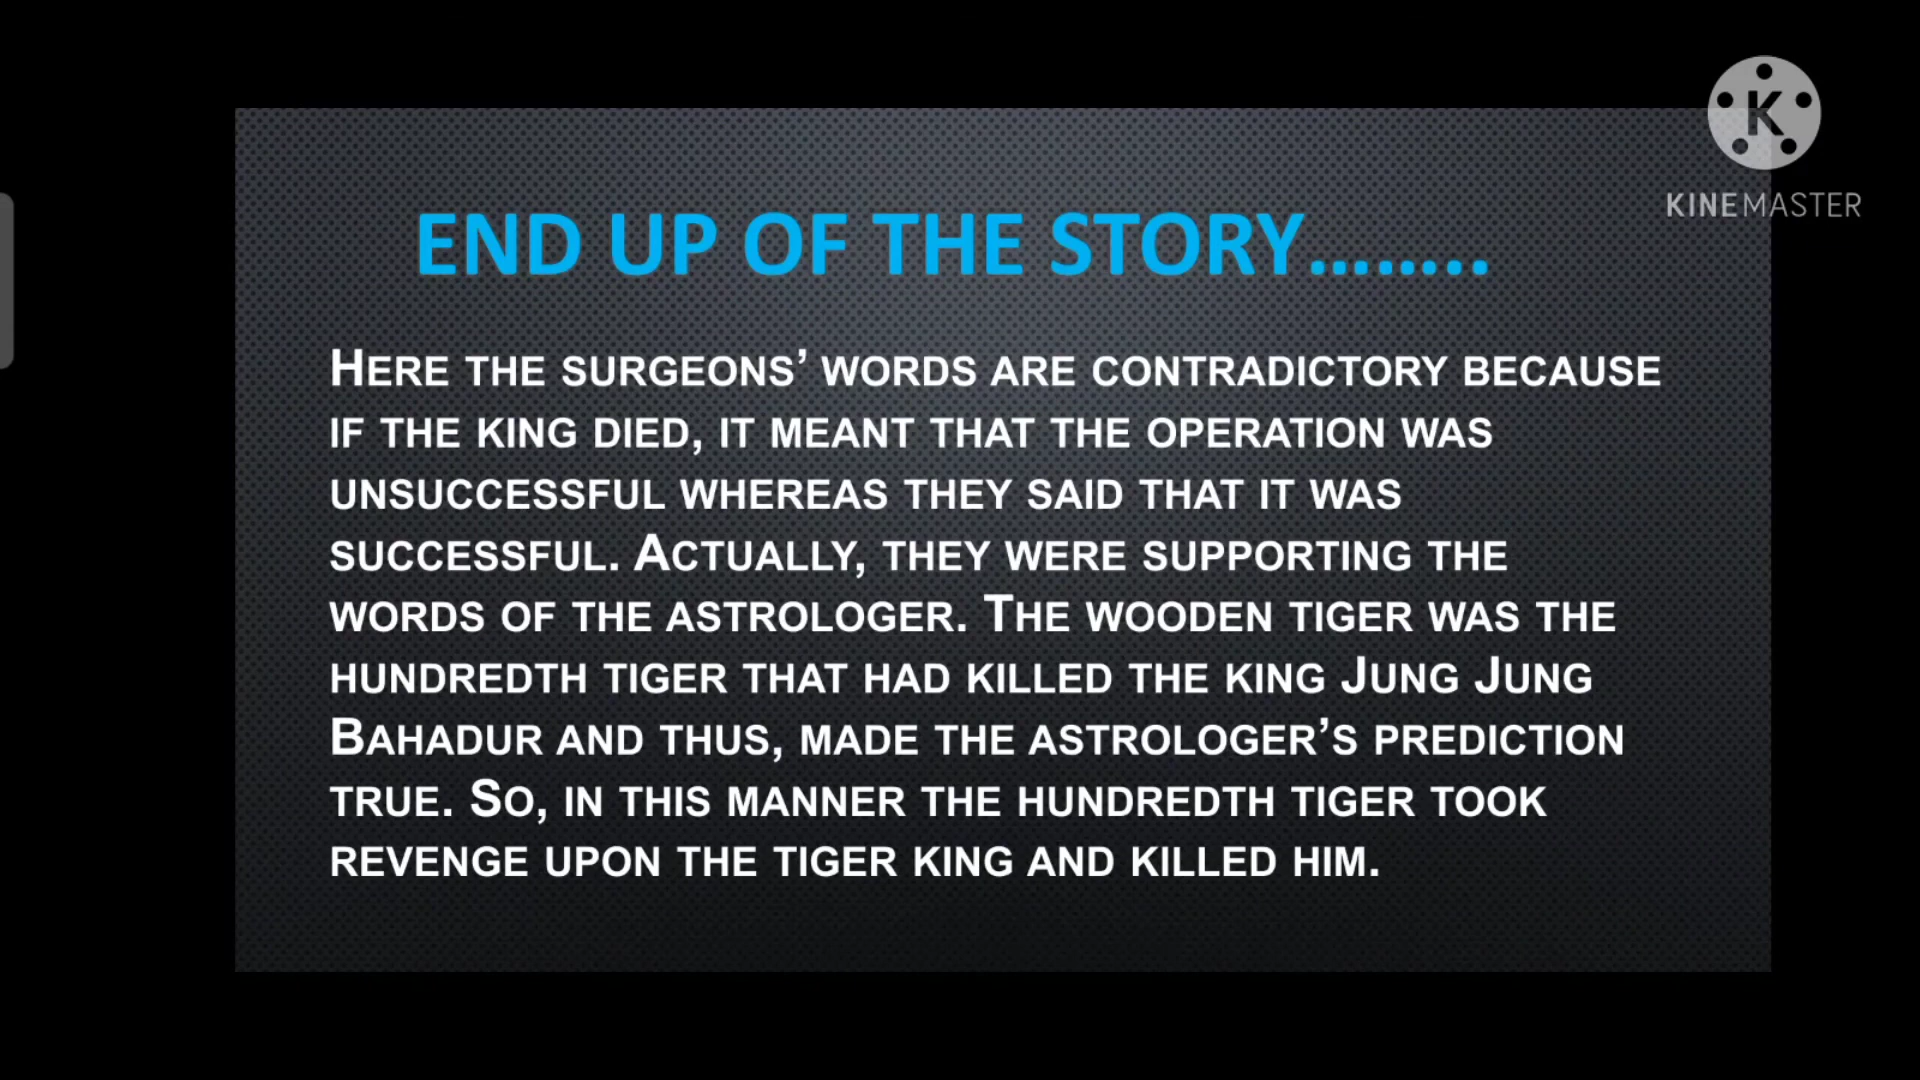 K
KINEMASTER
END UP OF THE STORY........
HERE THE SURGEONS’ WORDS ARE CONTRADICTORY BECAUSE
IF THE KING DIED, IT MEANT THAT THE OPERATION WAS
UNSUCCESSFUL WHEREAS THEY SAID THAT IT WAS
SUCCESSFUL. ACTUALLY, THEY WERE SUPPORTING THE
WORDS OF THE ASTROLOGER. THE WOODEN TIGER WAS THE
HUNDREDTH TIGER THAT HAD KILLED THE KING JUNG JUNG
BAHADUR AND THUS, MADE THE ASTROLOGER’S PREDICTION
TRUE. SO, IN THIS MANNER THE HUNDREDTH TIGER TOOK
REVENGE UPON THE TIGER KING AND KILLED HIM.